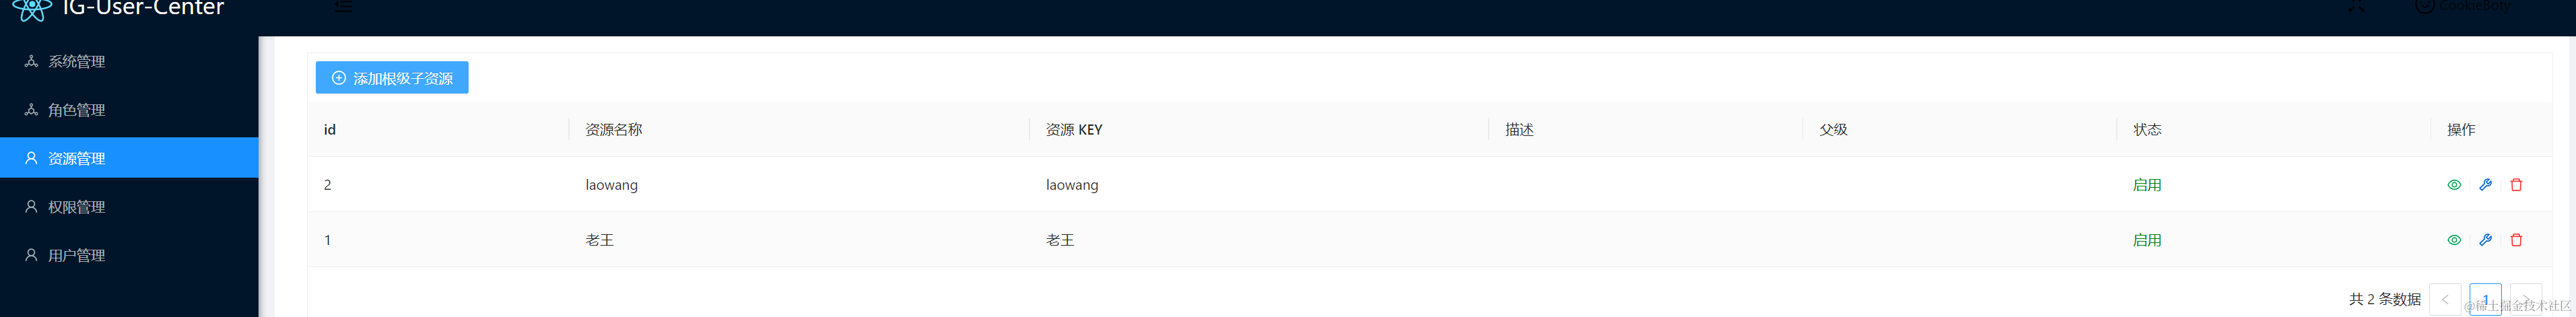 IG-User-Center
CookieBoty
系统管理
角色管理
资源管理
权限管理
用户管理
添加根级子资源
id 资源名称 资源 KEY 描述 父级 状态 操作
2 laowang laowang 启用
1 老王 老王 启用
共 2 条数据 1
@稀土掘金技术社区